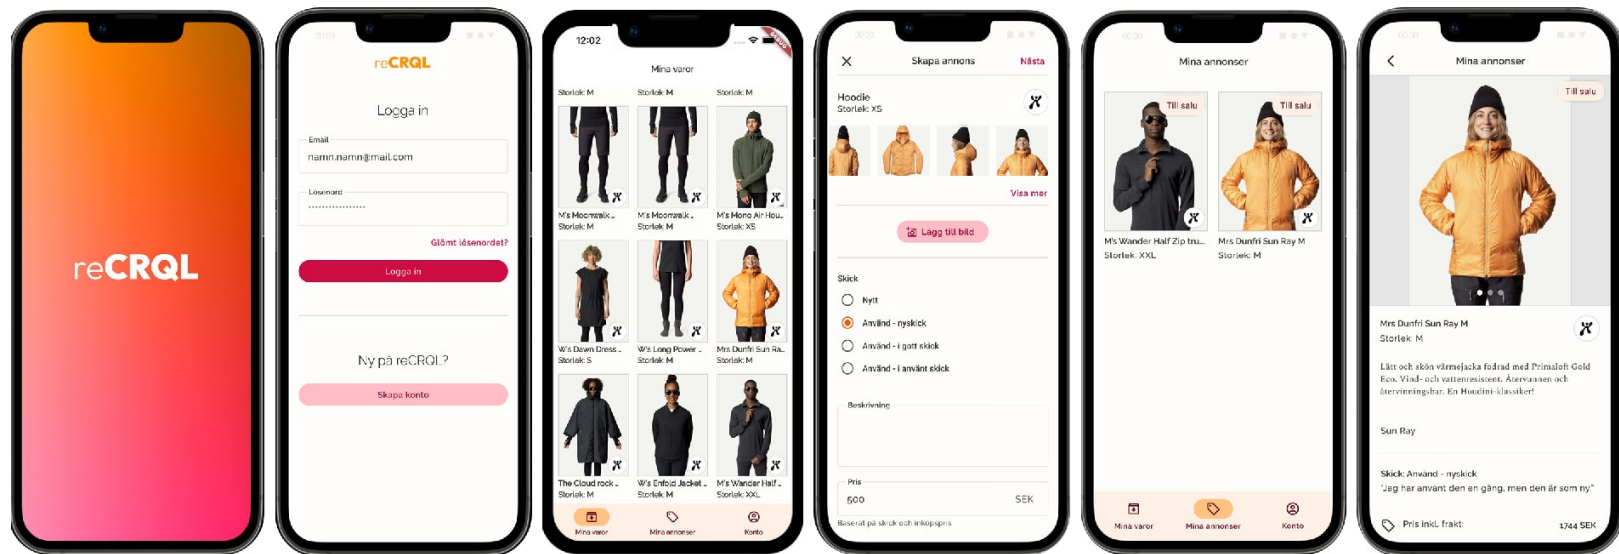 reCRQL
reCRQL
Logga in
Email
namn.namn@mail.com
Lösenord
Glömt lösenordet?
Logga in
Ny på reCRQL?
Skapa konto
12:02
Mina varor
Storlek: M Storlek: M Storlek: M
M's Moonwalk .. M's Moonwalk .. M's Mono Air Hou..
Storlek: M Storlek: M Storlek: XS
W's Dawn Dress .. W's Long Power .. Mrs Dunfri Sun Ra..
Storlek: S Storlek: M Storlek: M
The Cloud rock .. W's Enfold Jacket .. M's Wander Half ..
Storlek: M Storlek: M Storlek: XXL
Mina varor Mina annonser Konto
Skapa annons Nästa
Hoodie
Storlek: XS
Visa mer
Lägg till bild
Skick
Nytt
Använd - nyskick
Använd - i gott skick
Använd - i använt skick
Beskrivning
Pris
500 SEK
Baserat på skick och inköpspris
Mina annonser
Till salu Till salu
M's Wander Half Zip tru... Mrs Dunfri Sun Ray M
Storlek: XXL Storlek: M
Mina varor Mina annonser Konto
Mina annonser
Till salu
Mrs Dunfri Sun Ray M
Storlek: M
Lätt och skön värmejacka fodrad med Primaloft Gold
Eco. Vind- och vattenresistent. Återvunnen och
återvinningsbar. En Houdini-klassiker!
Sun Ray
Skick: Använd - nyskick
"Jag har använt den en gång, men den är som ny."
Pris inkl. frakt: 1744 SEK